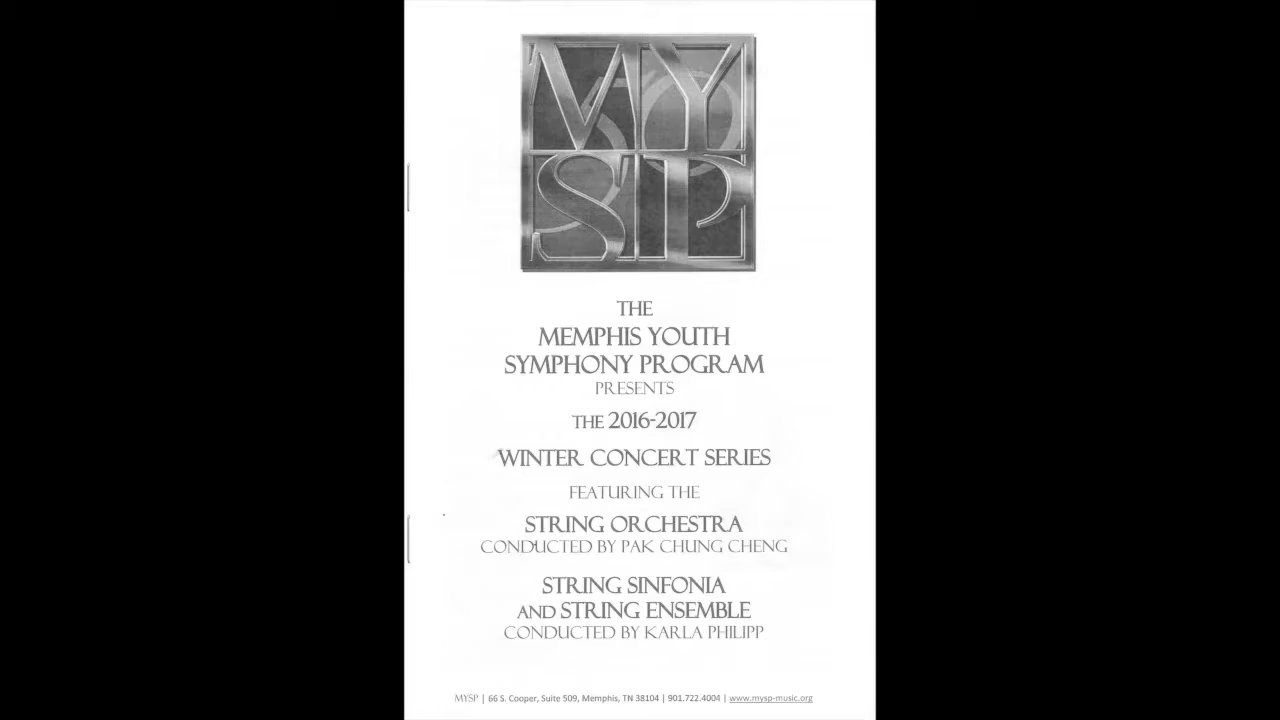 MY
SP
THE
MEMPHIS YOUTH
SYMPHONY PROGRAM
PRESENTS
THE 2016-2017
WINTER CONCERT SERIES
FEATURING THE
STRING ORCHESTRA
CONDUCTED BY PAK CHUNG CHENG
STRING SINFONIA
AND STRING ENSEMBLE
CONDUCTED BY KARLA PHILIPP
MYSP | 66 S. Cooper, Suite 509, Memphis, TN 38104 | 901.722.4004 | www.mysp-music.org